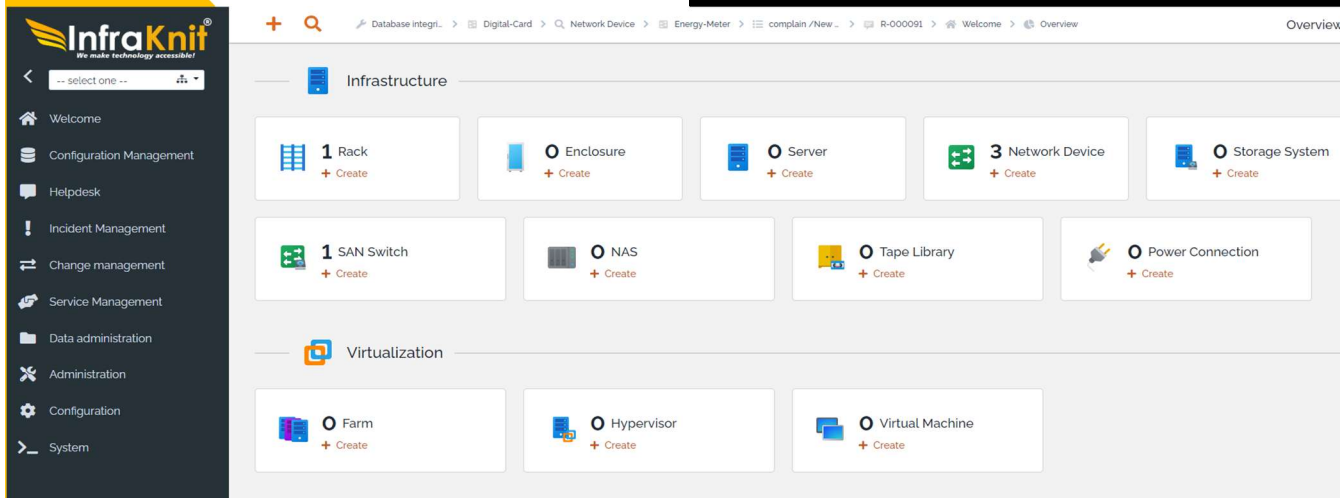 InfraKnit®
We make technology accessible!
-- select one --
Welcome
Configuration Management
Helpdesk
Incident Management
Change management
Service Management
Data administration
Administration
Configuration
System
Database integri.. > Digital-Card > Network Device > Energy-Meter > complain /New .. > R-000091 > Welcome > Overview
Overview
Infrastructure
1 Rack
+ Create
0 Enclosure
+ Create
0 Server
+ Create
3 Network Device
+ Create
0 Storage System
+ Create
1 SAN Switch
+ Create
0 NAS
+ Create
0 Tape Library
+ Create
0 Power Connection
+ Create
Virtualization
0 Farm
+ Create
0 Hypervisor
+ Create
0 Virtual Machine
+ Create